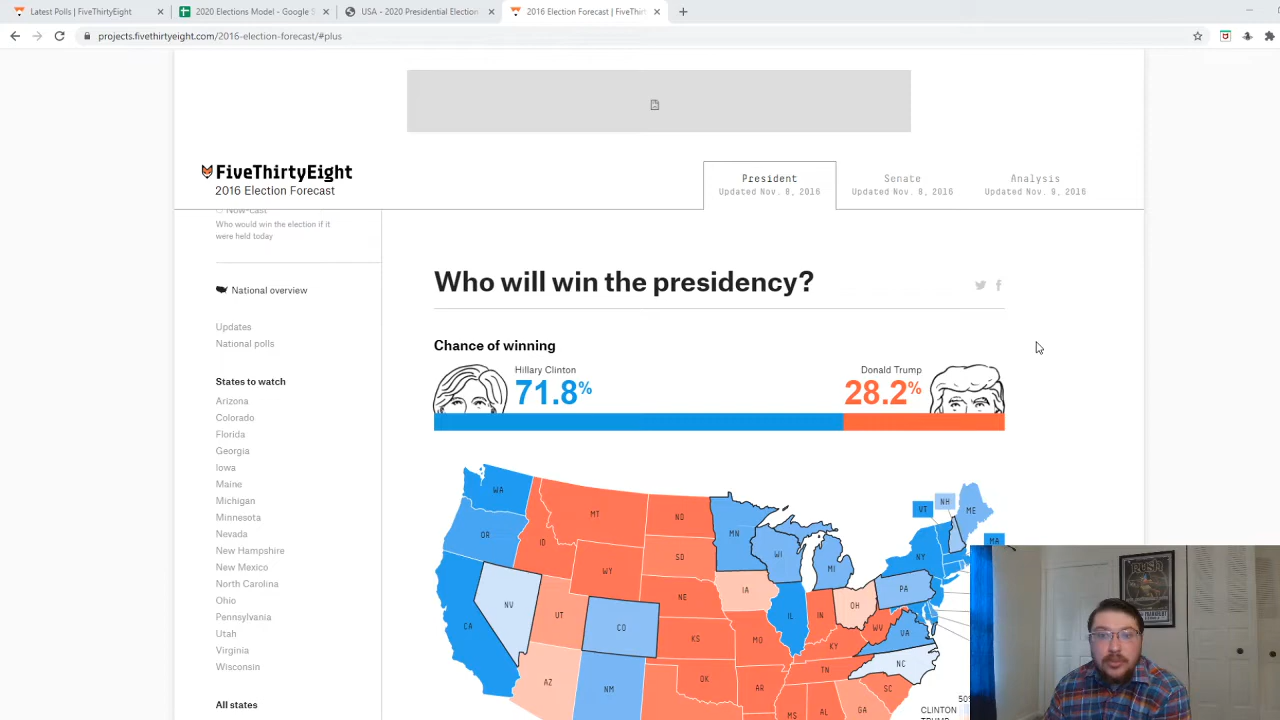 Latest Polls | FiveThirtyEight
2020 Elections Model - Google S
USA - 2020 Presidential Election
2016 Election Forecast | FiveThir
projects.fivethirtyeight.com/2016-election-forecast/#plus
FiveThirtyEight
2016 Election Forecast
President
Updated Nov. 8, 2016
Senate
Updated Nov. 8, 2016
Analysis
Updated Nov. 9, 2016
Now-cast
Who would win the election if it
were held today
National overview
Updates
National polls
States to watch
Arizona
Colorado
Florida
Georgia
Iowa
Maine
Michigan
Minnesota
Nevada
New Hampshire
New Mexico
North Carolina
Ohio
Pennsylvania
Utah
Virginia
Wisconsin
All states
Who will win the presidency?
Chance of winning
Hillary Clinton
71.8%
Donald Trump
28.2%
WA
MT
ND
MN
VT
NH
ME
OR
ID
SD
WI
MI
NY
MA
WY
IA
NV
NE
PA
UT
CO
IL
IN
OH
CA
KS
MO
WV
VA
KY
NC
AZ
NM
OK
AR
TN
SC
MS
AL
GA
50%
CLINTON
TRUMP
RUSH